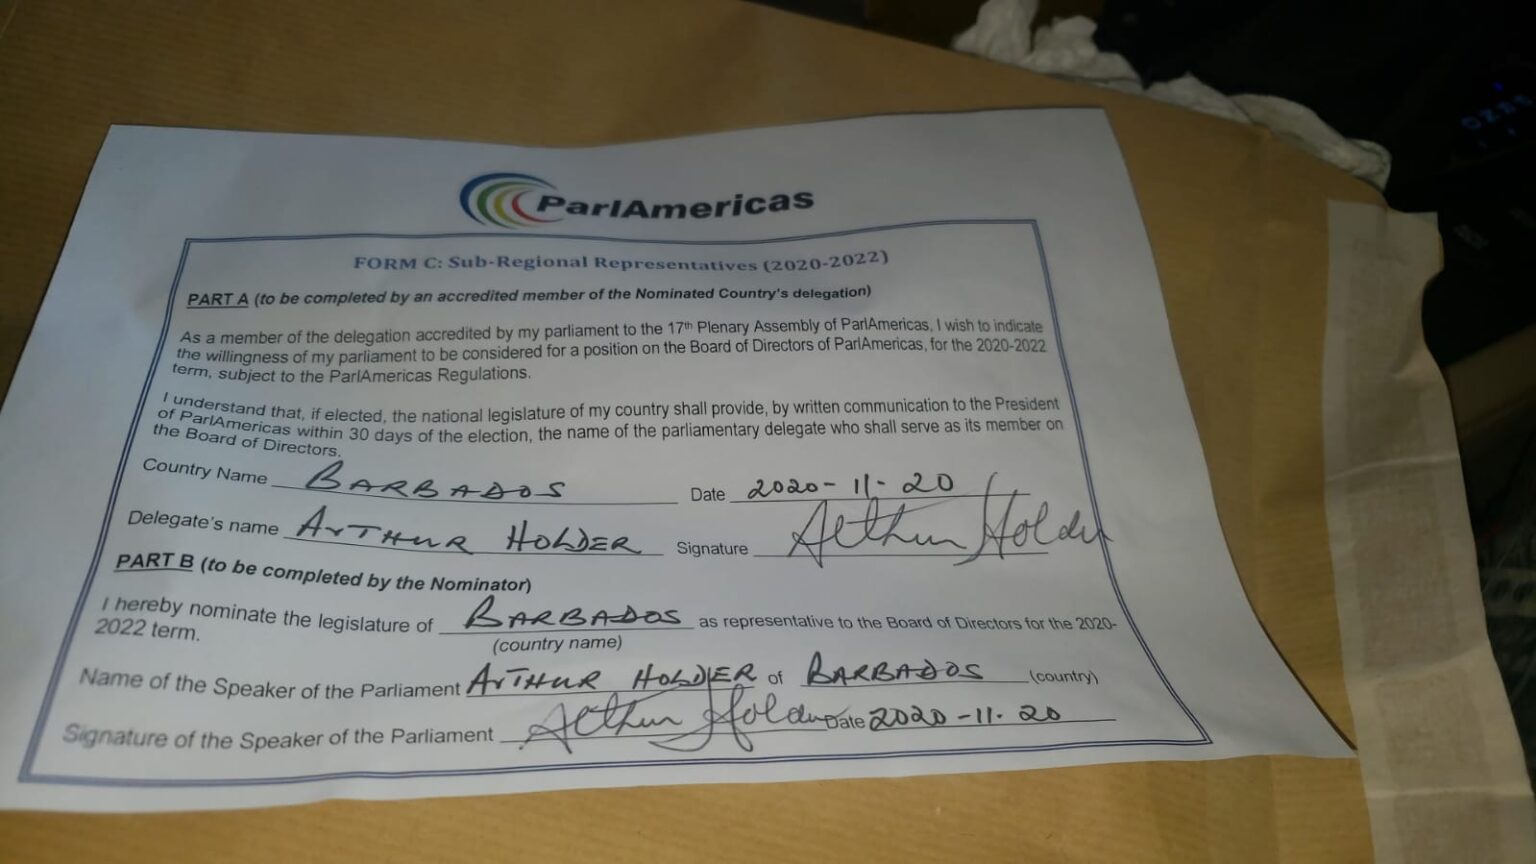 ParlAmericas
FORM C: Sub-Regional Representatives (2020-2022)
PART A (to be completed by an accredited member of the Nominated Country's delegation)
As a member of the delegation accredited by my parliament to the 17th Plenary Assembly of ParlAmericas, I wish to indicate
the willingness of my parliament to be considered for a position on the Board of Directors of ParlAmericas, for the 2020-2022
term, subject to the ParlAmericas Regulations.
I understand that, if elected, the national legislature of my country shall provide, by written communication to the President
of ParlAmericas within 30 days of the election, the name of the parliamentary delegate who shall serve as its member on
the Board of Directors.
Country Name BARBADOS Date 2020-11-20
Delegate's name ArTHUR HOLDER Signature Arthur Holder
PART B (to be completed by the Nominator)
I hereby nominate the legislature of BARBADOS as representative to the Board of Directors for the 2020-
2022 term.
(country name)
Name of the Speaker of the Parliament ArTHUR HOLDER of BARBADOS (country)
Signature of the Speaker of the Parliament Arthur Holder Date 2020-11-20